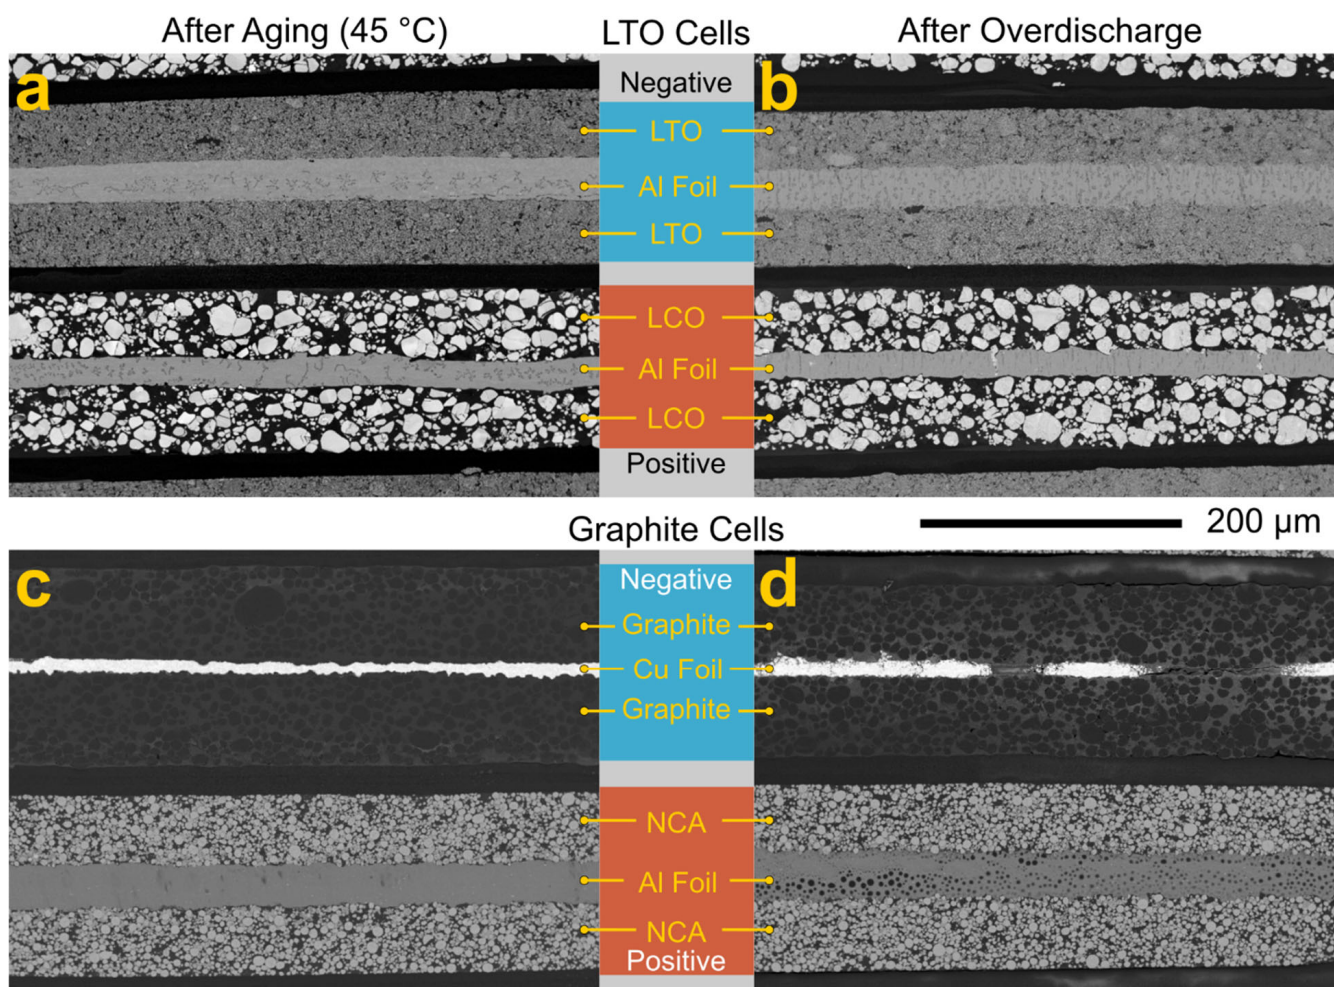 After Aging (45 °C)
LTO Cells
After Overdischarge
a
Negative
b
LTO
Al Foil
LTO
LCO
Al Foil
LCO
Positive
Graphite Cells
200 µm
c
Negative
d
Graphite
Cu Foil
Graphite
NCA
Al Foil
NCA
Positive